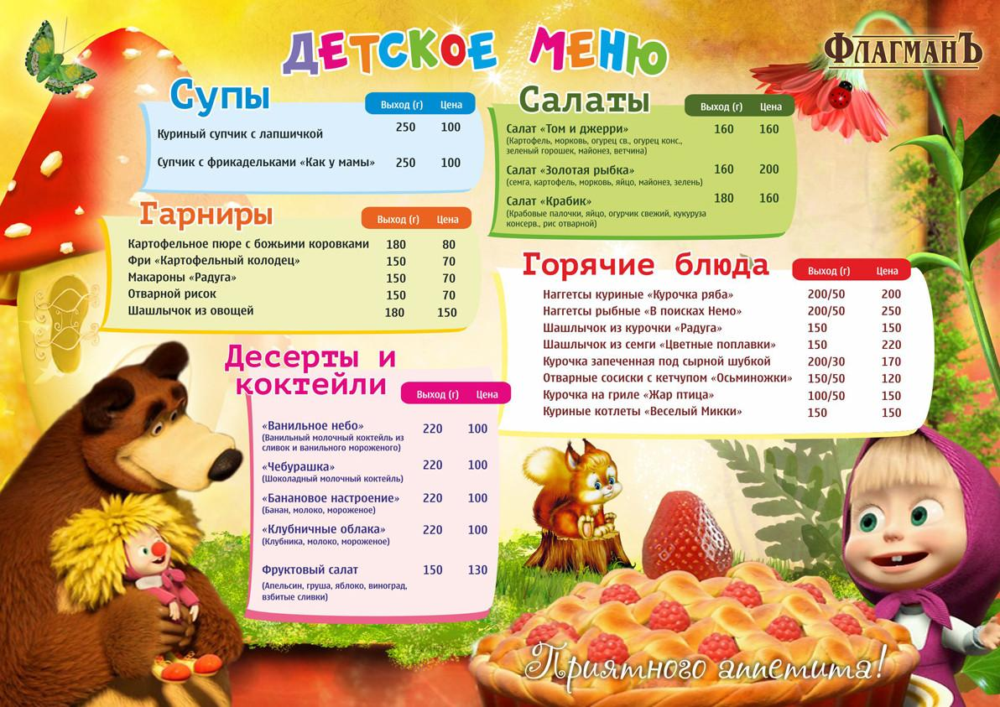 ДЕТСКОЕ МЕНЮ
ФЛАГМАНЪ
Супы
Выход (г) Цена
Куриный супчик с лапшичкой 250 100
Супчик с фрикадельками «Как у мамы» 250 100
Гарниры
Выход (г) Цена
Картофельное пюре с божьими коровками 180 80
Фри «Картофельный колодец» 150 70
Макароны «Радуга» 150 70
Отварной рисок 150 70
Шашлычок из овощей 180 150
Десерты и
коктейли
Выход (г) Цена
«Ванильное небо» 220 100
(Ванильный молочный коктейль из
сливок и ванильного мороженого)
«Чебурашка» 220 100
(Шоколадный молочный коктейль)
«Банановое настроение» 220 100
(Банан, молоко, мороженое)
«Клубничные облака» 220 100
(Клубника, молоко, мороженое)
Фруктовый салат 150 130
(Апельсин, груша, яблоко, виноград,
взбитые сливки)
Салаты
Выход (г) Цена
Салат «Том и джерри» 160 160
(Картофель, морковь, огурец св., огурец конс.,
зеленый горошек, майонез, ветчина)
Салат «Золотая рыбка» 160 200
(семга, картофель, морковь, яйцо, майонез, зелень)
Салат «Крабик» 180 160
(Крабовые палочки, яйцо, огурчик свежий, кукуруза
консерв., рис отварной)
Горячие блюда
Выход (г) Цена
Наггетсы куриные «Курочка ряба» 200/50 200
Наггетсы рыбные «В поисках Немо» 200/50 250
Шашлычок из курочки «Радуга» 150 150
Шашлычок из семги «Цветные поплавки» 150 220
Курочка запеченная под сырной шубкой 200/30 170
Отварные сосиски с кетчупом «Осьминожки» 150/50 120
Курочка на гриле «Жар птица» 100/50 150
Куриные котлеты «Веселый Микки» 150 150
Приятного аппетита!